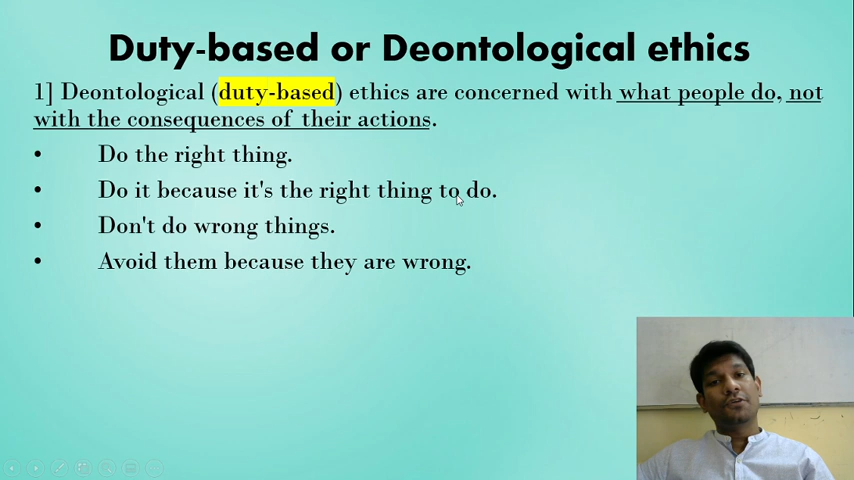 Duty-based or Deontological ethics
1] Deontological (duty-based) ethics are concerned with what people do, not
with the consequences of their actions.
• Do the right thing.
• Do it because it's the right thing to do.
• Don't do wrong things.
• Avoid them because they are wrong.